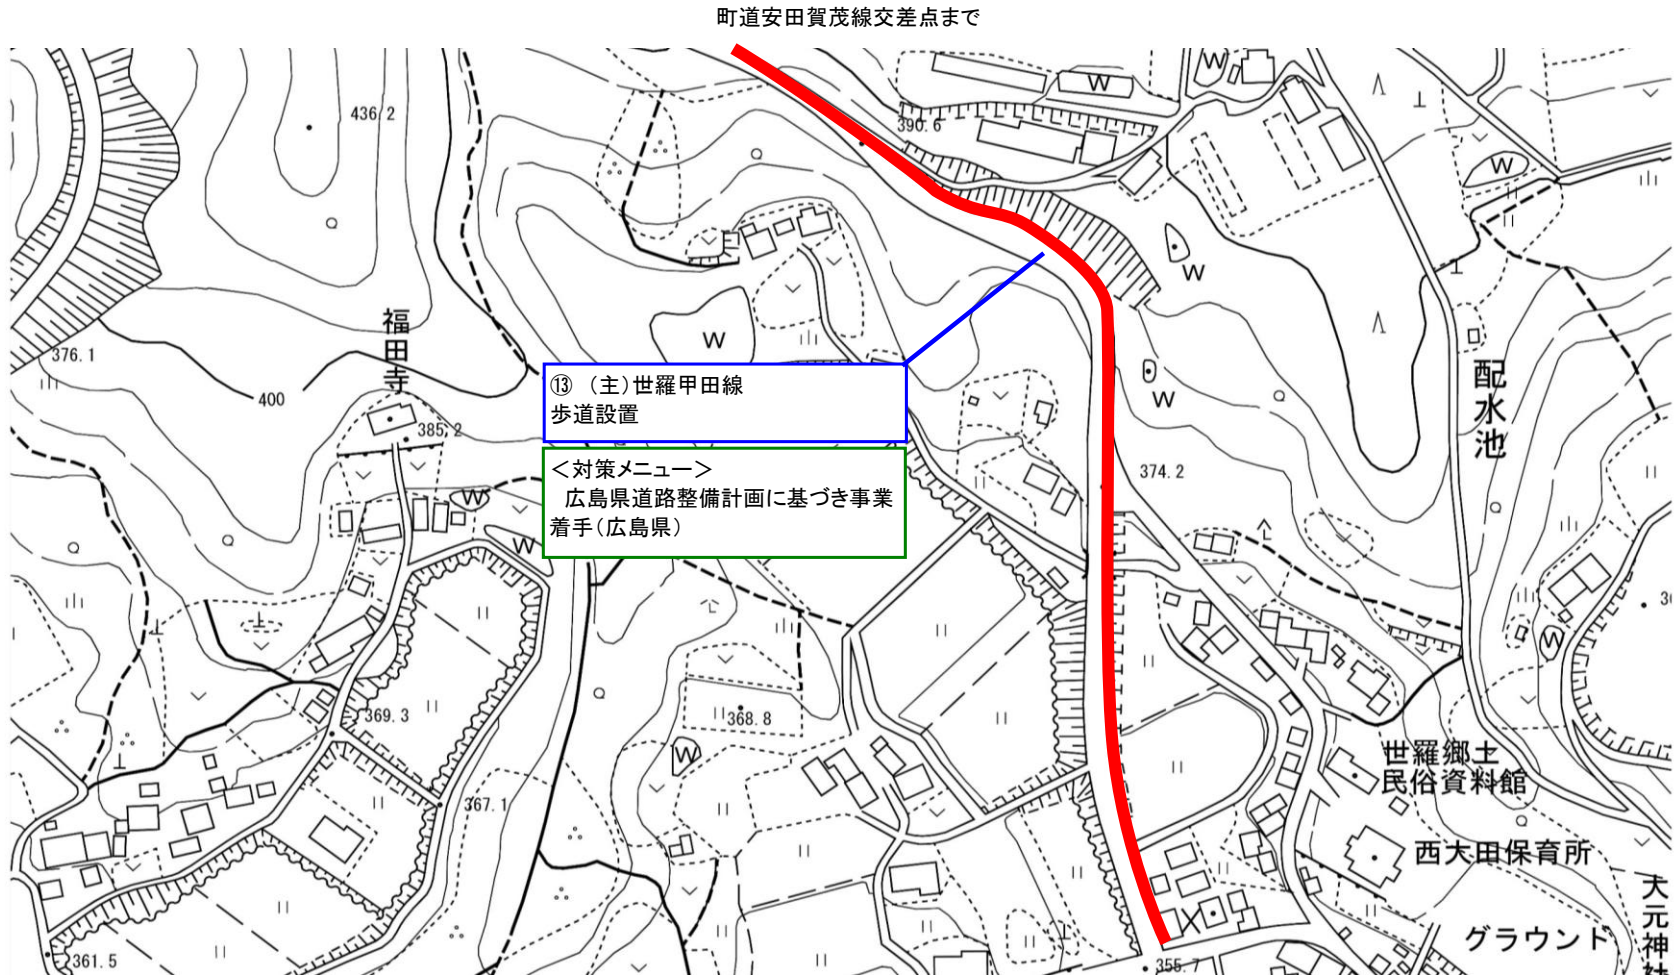 町道安田賀茂線交差点まで
436.2
390.6
W
W
W
W
福
田
寺
376.1
400
385.2
W
W
W
⑬ （主）世羅甲田線
歩道設置
＜対策メニュー＞
広島県道路整備計画に基づき事業
着手（広島県）
配
水
池
374.2
W
W
W
369.3
368.8
W
367.1
世羅郷土
民俗資料館
西大田保育所
グラウンド
大
元
神
361.5
355.7